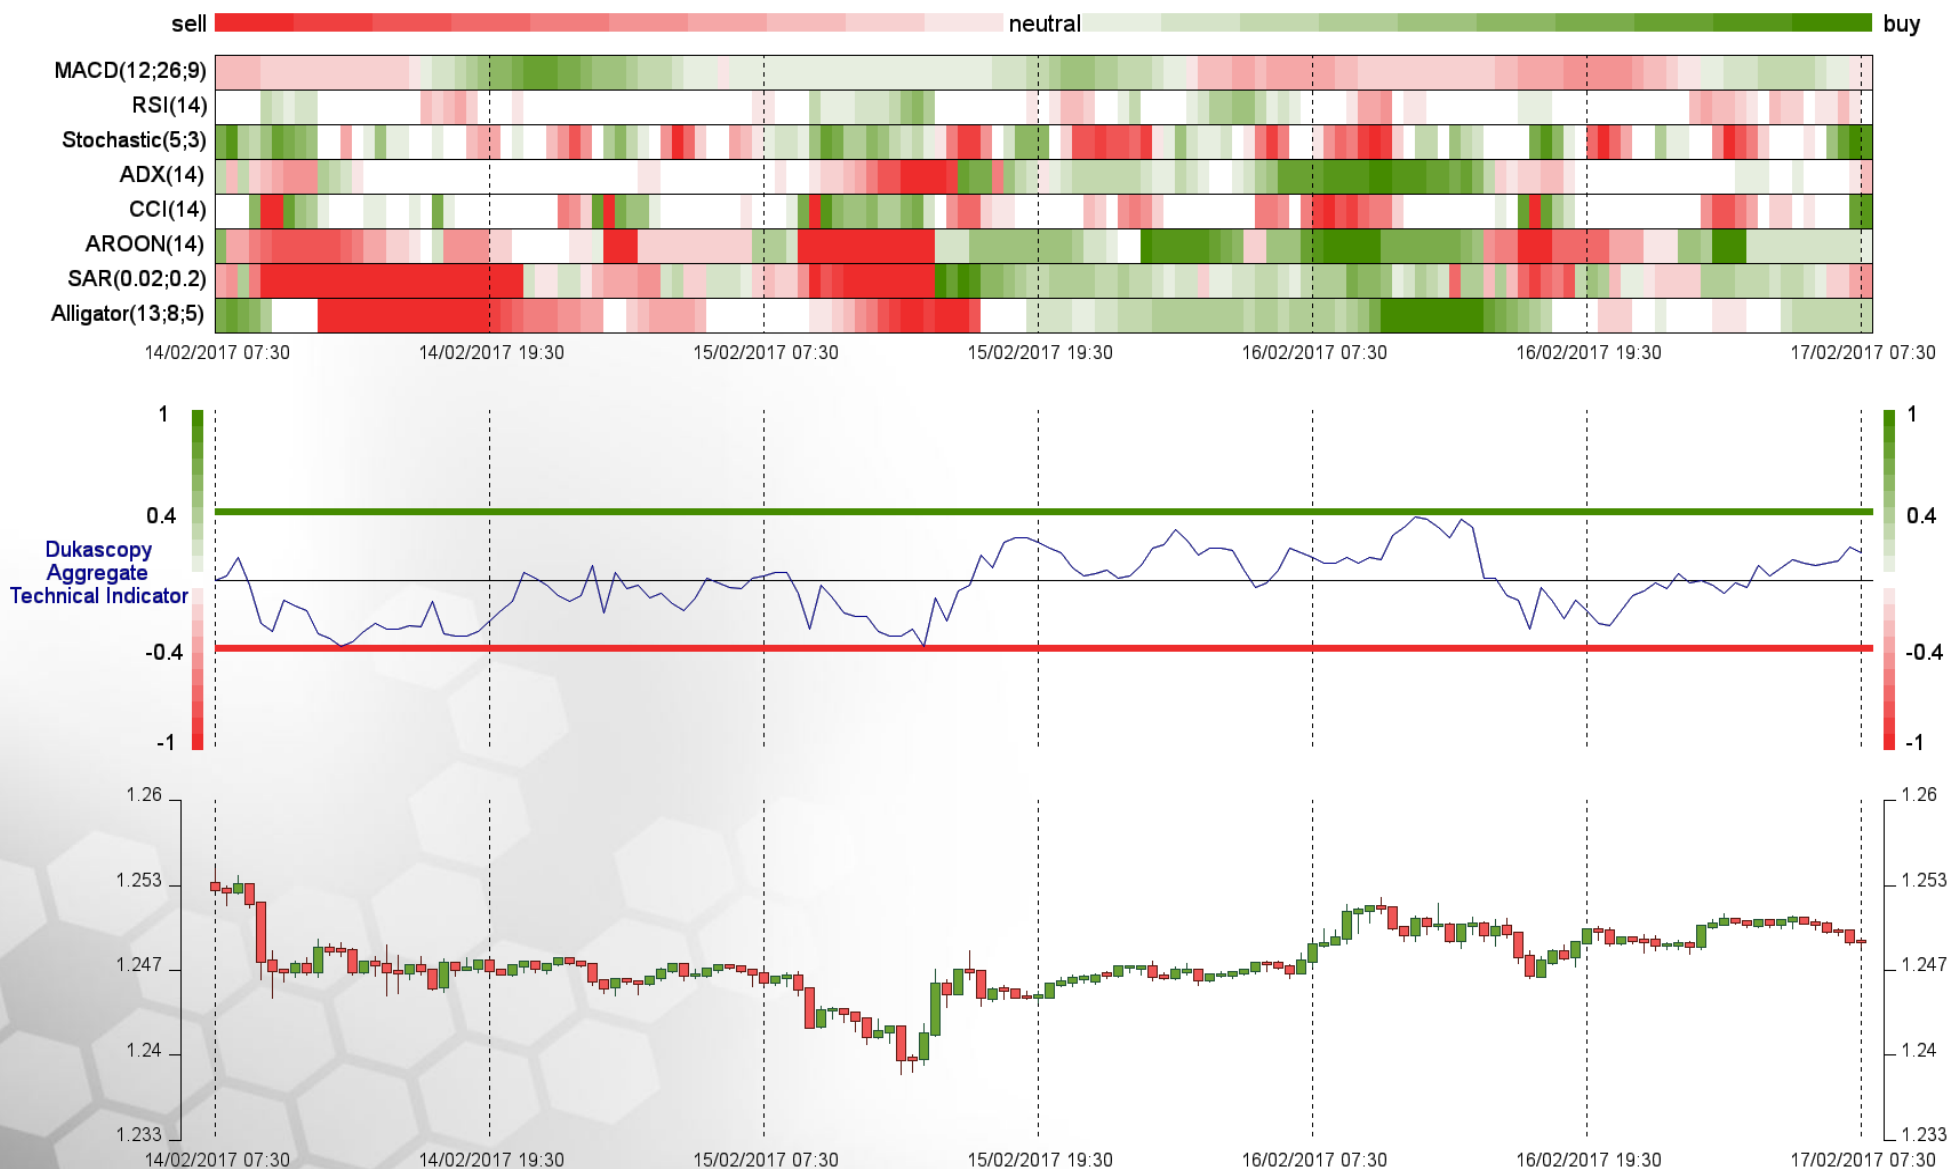 sell neutral buy
MACD(12;26;9)
RSI(14)
Stochastic(5;3)
ADX(14)
CCI(14)
AROON(14)
SAR(0.02;0.2)
Alligator(13;8;5)
14/02/2017 07:30 14/02/2017 19:30 15/02/2017 07:30 15/02/2017 19:30 16/02/2017 07:30 16/02/2017 19:30 17/02/2017 07:30
1 1
0.4 0.4
Dukascopy
Aggregate
Technical Indicator
-0.4 -0.4
-1 -1
1.26 1.26
1.253 1.253
1.247 1.247
1.24 1.24
1.233 1.233
14/02/2017 07:30 14/02/2017 19:30 15/02/2017 07:30 15/02/2017 19:30 16/02/2017 07:30 16/02/2017 19:30 17/02/2017 07:30